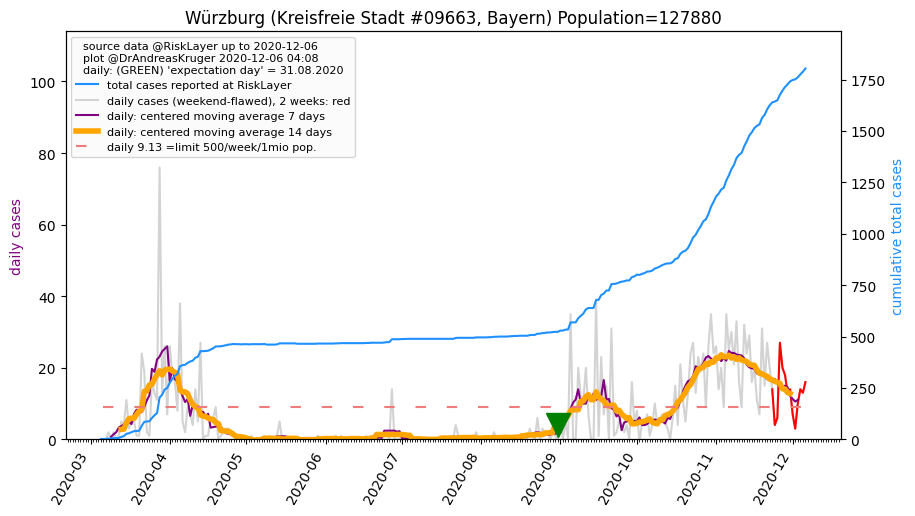 Würzburg (Kreisfreie Stadt #09663, Bayern) Population=127880
source data @RiskLayer up to 2020-12-06
plot @DrAndreasKruger 2020-12-06 04:08
daily: (GREEN) 'expectation day' = 31.08.2020
total cases reported at RiskLayer
daily cases (weekend-flawed), 2 weeks: red
daily: centered moving average 7 days
daily: centered moving average 14 days
daily 9.13 =limit 500/week/1mio pop.
daily cases
100
80
60
40
20
0
cumulative total cases
1750
1500
1250
1000
750
500
250
0
2020-03
2020-04
2020-05
2020-06
2020-07
2020-08
2020-09
2020-10
2020-11
2020-12